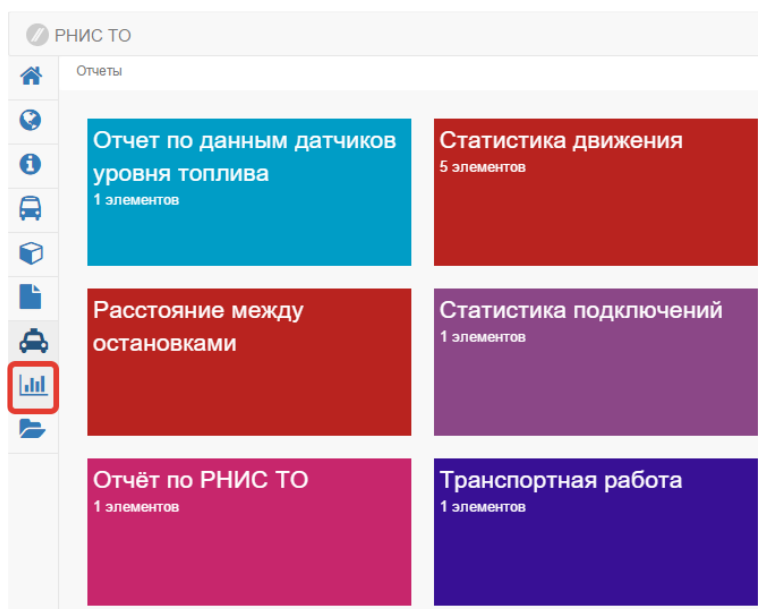 РНИС ТО
Отчеты
Отчет по данным датчиков
уровня топлива
1 элементов
Статистика движения
5 элементов
Расстояние между
остановками
Статистика подключений
1 элементов
Отчёт по РНИС ТО
1 элементов
Транспортная работа
1 элементов